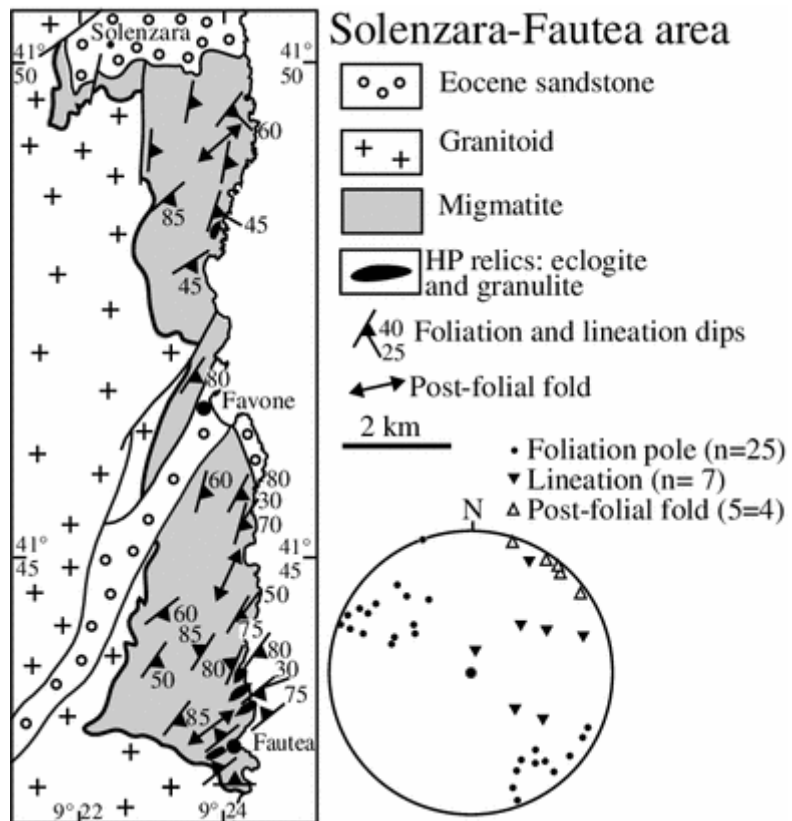 Solenzara-Fautea area
Solenzara
41°
50
41°
50
60
85
45
45
80
Favone
60
80
30
70
41°
45
41°
45
50
60
75
85
80
80
50
30
75
85
Fautea
9° 22
9° 24
Eocene sandstone
Granitoid
Migmatite
HP relics: eclogite
and granulite
40
25
Foliation and lineation dips
Post-folial fold
2 km
Foliation pole (n=25)
Lineation (n= 7)
Post-folial fold (5=4)
N